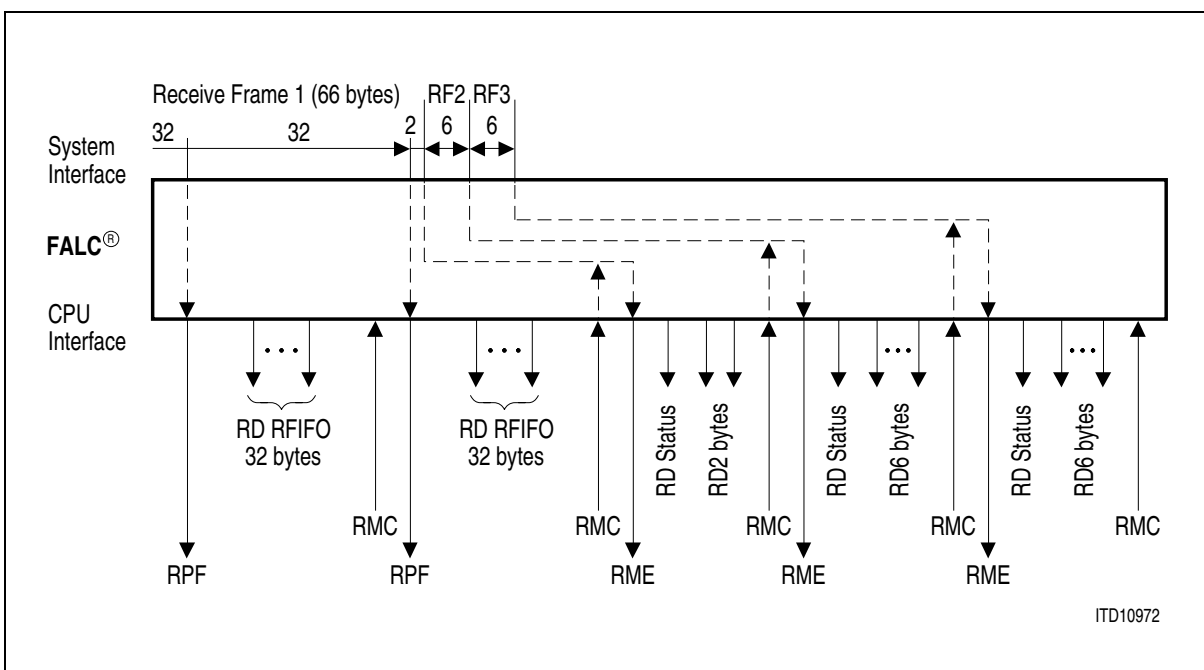 Receive Frame 1 (66 bytes) RF2 RF3
32 32 2 6 6
System
Interface
FALC®
CPU
Interface
RD RFIFO
32 bytes
RD RFIFO
32 bytes
RD Status
RD2 bytes
RD Status
RD6 bytes
RD Status
RD6 bytes
RMC RMC RMC RMC RMC
RPF RPF RME RME RME
ITD10972